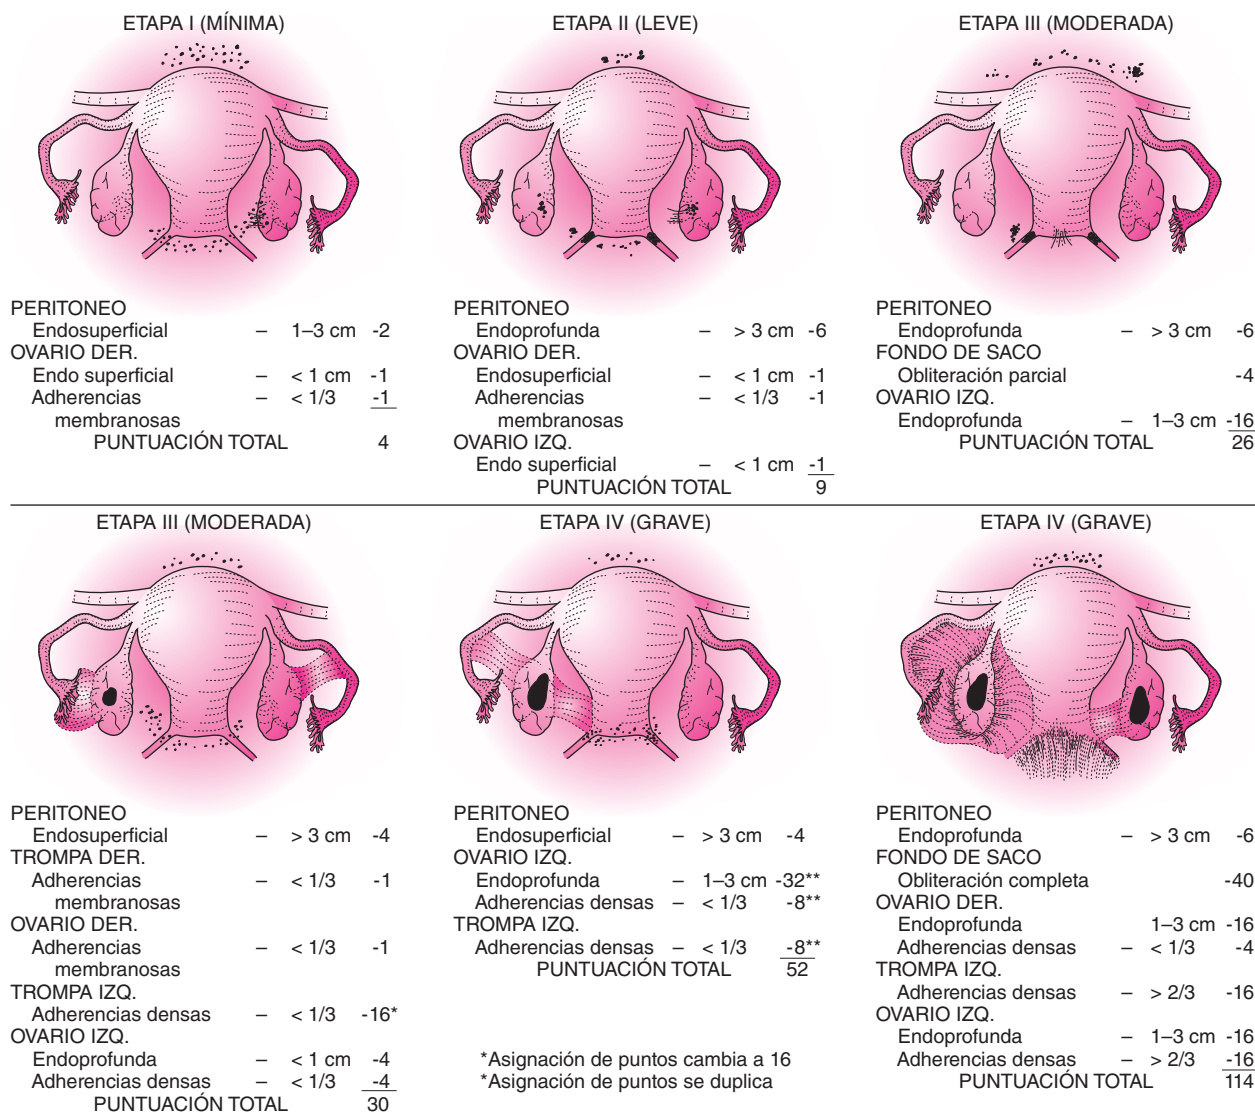 ETAPA I (MÍNIMA)
PERITONEO
Endosuperficial – 1–3 cm -2
OVARIO DER.
Endo superficial – < 1 cm -1
Adherencias – < 1/3 -1
membranosas
PUNTUACIÓN TOTAL 4
ETAPA II (LEVE)
PERITONEO
Endoprofunda – > 3 cm -6
OVARIO DER.
Endosuperficial – < 1 cm -1
Adherencias – < 1/3 -1
membranosas
OVARIO IZQ.
Endo superficial – < 1 cm -1
PUNTUACIÓN TOTAL 9
ETAPA III (MODERADA)
PERITONEO
Endoprofunda – > 3 cm -6
FONDO DE SACO
Obliteración parcial -4
OVARIO IZQ.
Endoprofunda – 1–3 cm -16
PUNTUACIÓN TOTAL 26
ETAPA III (MODERADA)
PERITONEO
Endosuperficial – > 3 cm -4
TROMPA DER.
Adherencias – < 1/3 -1
membranosas
OVARIO DER.
Adherencias – < 1/3 -1
membranosas
TROMPA IZQ.
Adherencias densas – < 1/3 -16*
OVARIO IZQ.
Endoprofunda – < 1 cm -4
Adherencias densas – < 1/3 -4
PUNTUACIÓN TOTAL 30
ETAPA IV (GRAVE)
PERITONEO
Endosuperficial – > 3 cm -4
OVARIO IZQ.
Endoprofunda – 1–3 cm -32**
Adherencias densas – < 1/3 -8**
TROMPA IZQ.
Adherencias densas – < 1/3 -8**
PUNTUACIÓN TOTAL 52
*Asignación de puntos cambia a 16
*Asignación de puntos se duplica
ETAPA IV (GRAVE)
PERITONEO
Endoprofunda – > 3 cm -6
FONDO DE SACO
Obliteración completa -40
OVARIO DER.
Endoprofunda 1–3 cm -16
Adherencias densas – < 1/3 -4
TROMPA IZQ.
Adherencias densas – > 2/3 -16
OVARIO IZQ.
Endoprofunda – 1–3 cm -16
Adherencias densas – > 2/3 -16
PUNTUACIÓN TOTAL 114